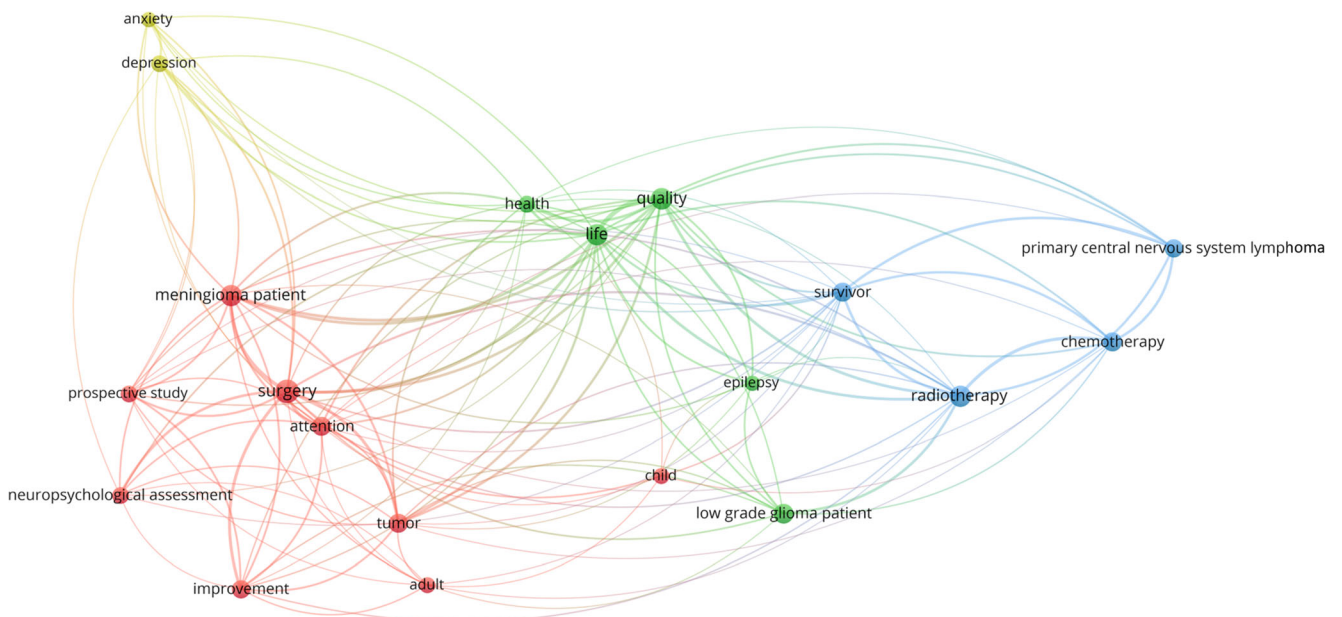 anxiety
depression
health
quality
life
primary central nervous system lymphoma
meningioma patient
survivor
chemotherapy
epilepsy
prospective study
surgery
radiotherapy
attention
child
neuropsychological assessment
low grade glioma patient
tumor
improvement
adult